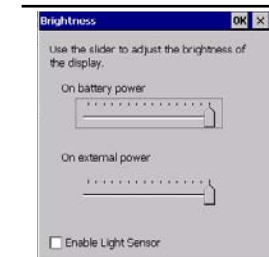 Brightness OK ×
Use the slider to adjust the brightness of
the display.
On battery power
On external power
Enable Light Sensor